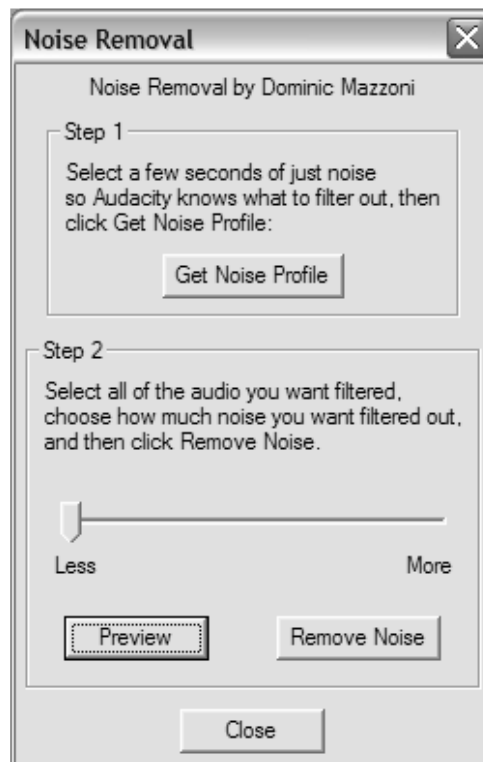 Noise Removal
Noise Removal by Dominic Mazzoni
Step 1
Select a few seconds of just noise
so Audacity knows what to filter out, then
click Get Noise Profile:
Get Noise Profile
Step 2
Select all of the audio you want filtered,
choose how much noise you want filtered out,
and then click Remove Noise.
Less More
Preview Remove Noise
Close